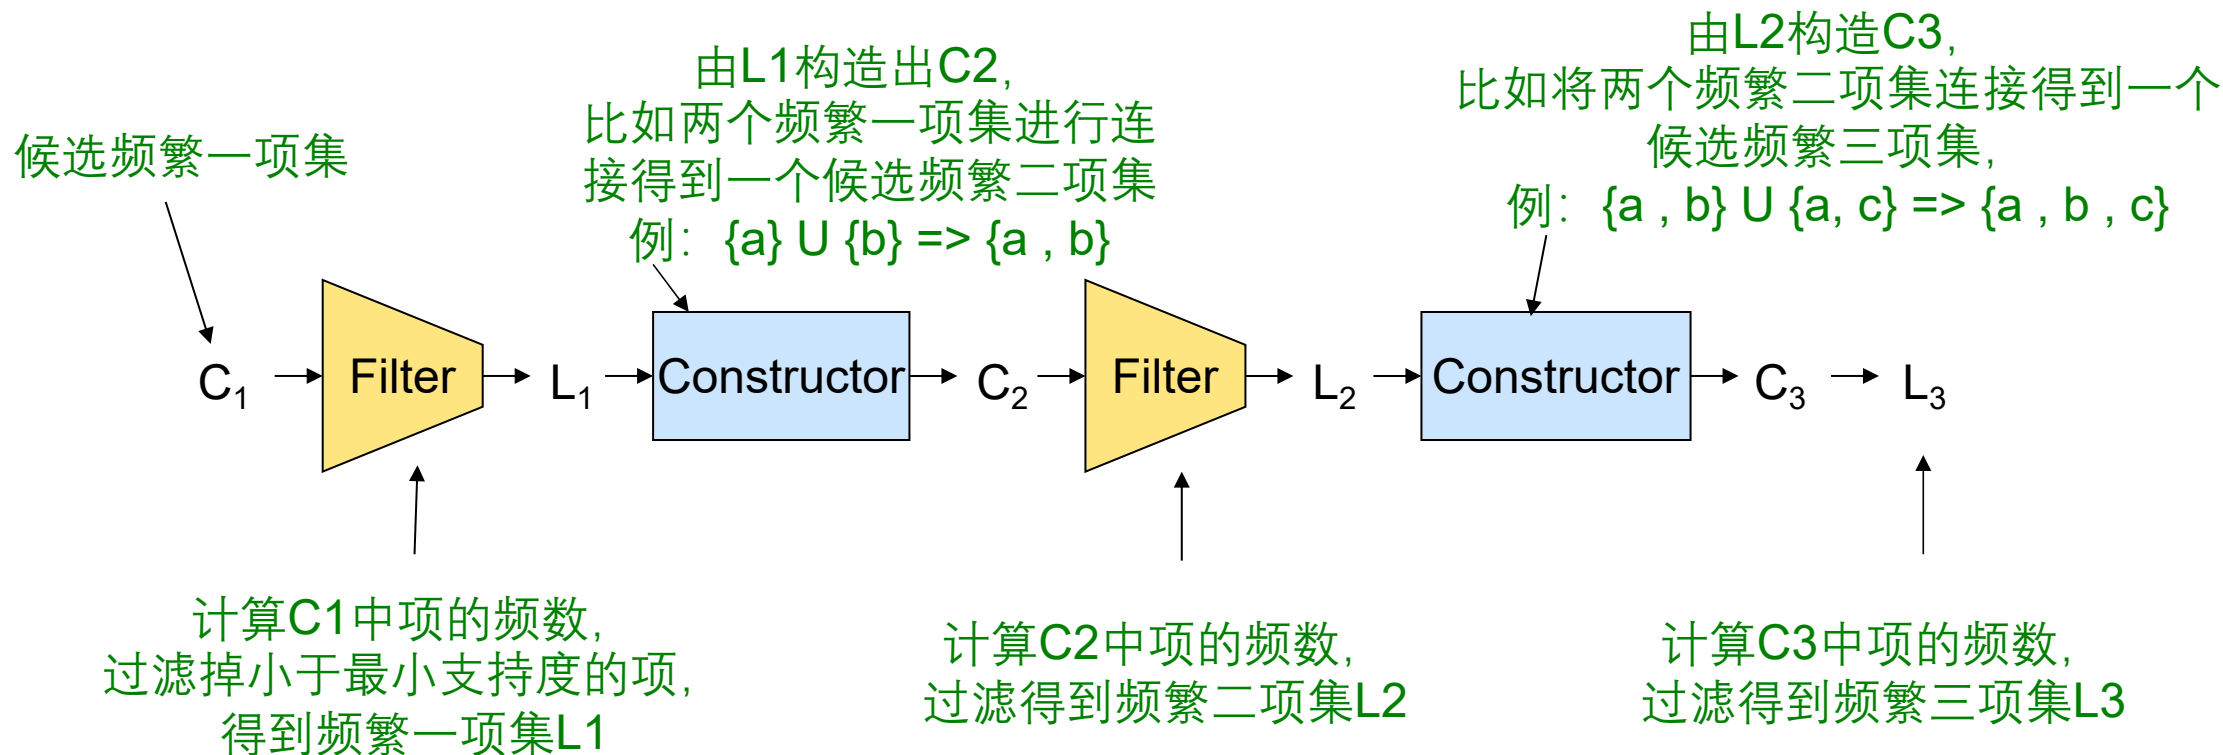 候选频繁一项集
由L1构造出C2,
比如两个频繁一项集进行连
接得到一个候选频繁二项集
例：{a} U {b} => {a , b}
由L2构造C3,
比如将两个频繁二项集连接得到一个
候选频繁三项集,
例：{a , b} U {a, c} => {a , b , c}
C₁ Filter L₁ Constructor C₂ Filter L₂ Constructor C₃ L₃
计算C1中项的频数,
过滤掉小于最小支持度的项,
得到频繁一项集L1
计算C2中项的频数,
过滤得到频繁二项集L2
计算C3中项的频数,
过滤得到频繁三项集L3